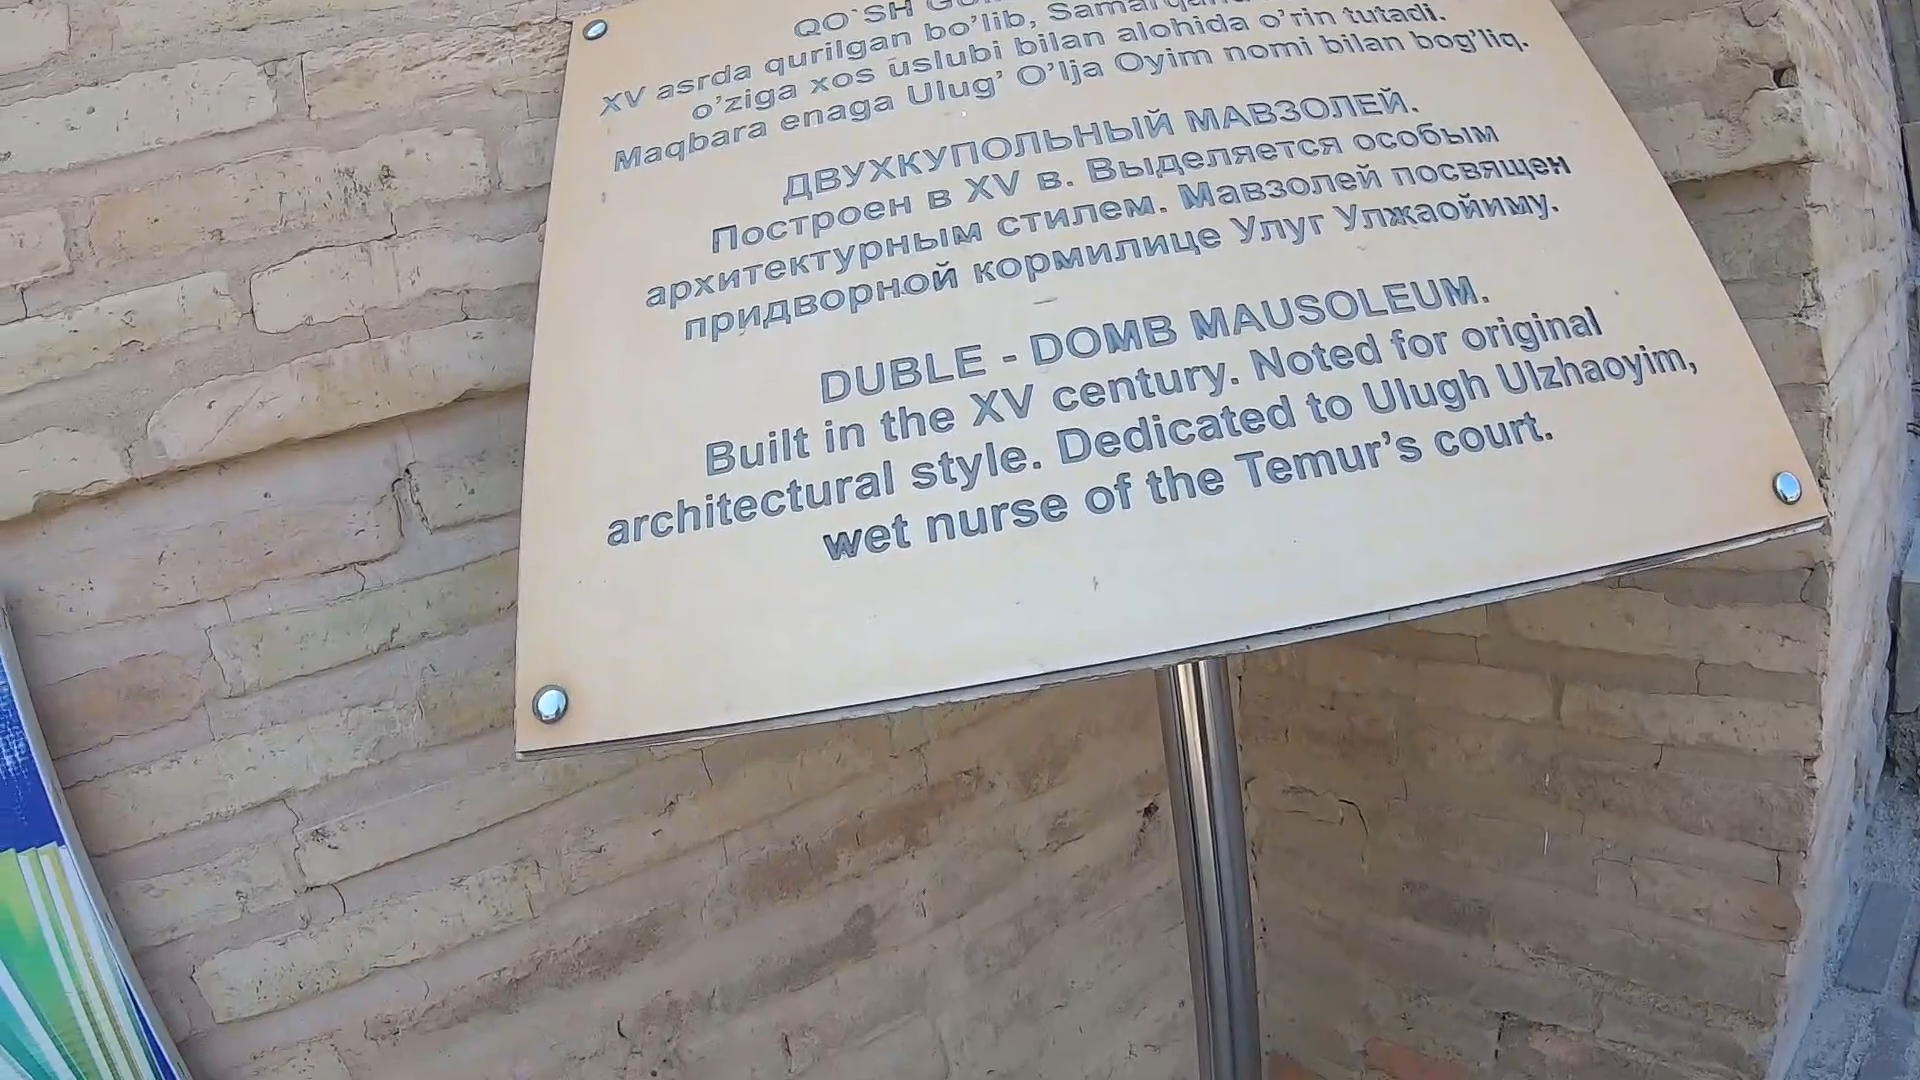 QO`SH
XV asrda qurilgan bo'lib, Samarqand
o'ziga xos uslubi bilan alohida o'rin tutadi.
Maqbara enaga Ulug' O'lja Oyim nomi bilan bog'liq.
ДВУХКУПОЛЬНЫЙ МАВЗОЛЕЙ.
Построен в XV в. Выделяется особым
архитектурным стилем. Мавзолей посвящен
придворной кормилице Улуг Улжаойиму.
DUBLE - DOMB MAUSOLEUM.
Built in the XV century. Noted for original
architectural style. Dedicated to Ulugh Ulzhaoyim,
wet nurse of the Temur's court.